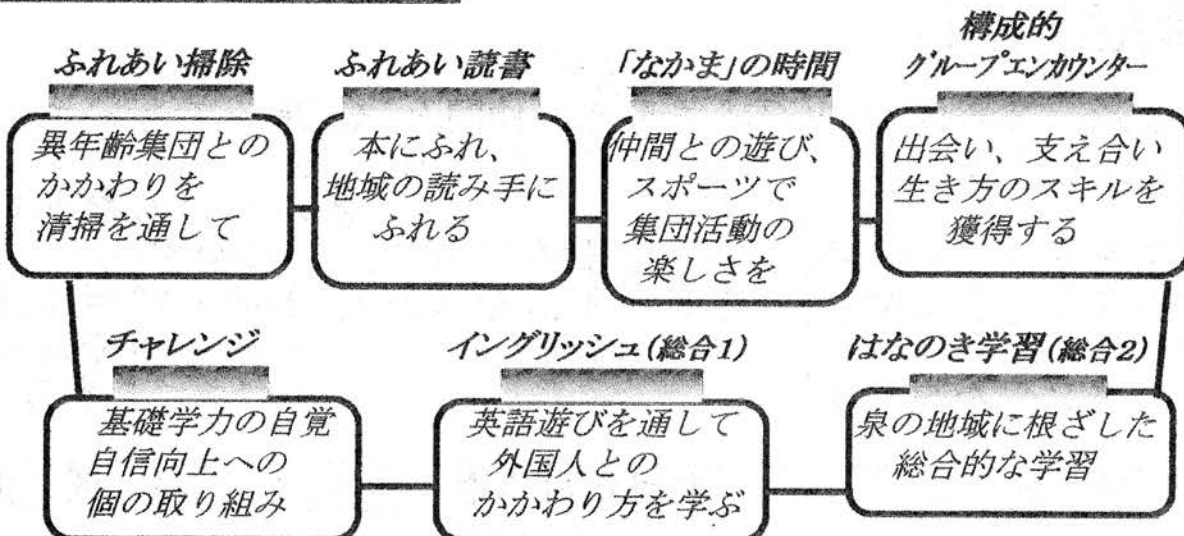 ふれあい掃除
異年齢集団との
かかわりを
清掃を通して
ふれあい読書
本にふれ、
地域の読み手に
ふれる
「なかま」の時間
仲間との遊び、
スポーツで
集団活動の
楽しさを
構成的
グループエンカウンター
出会い、支え合い
生き方のスキルを
獲得する
チャレンジ
基礎学力の自覚
自信向上への
個の取り組み
イングリッシュ(総合1)
英語遊びを通して
外国人との
かかわり方を学ぶ
はなのき学習(総合2)
泉の地域に根ざした
総合的な学習